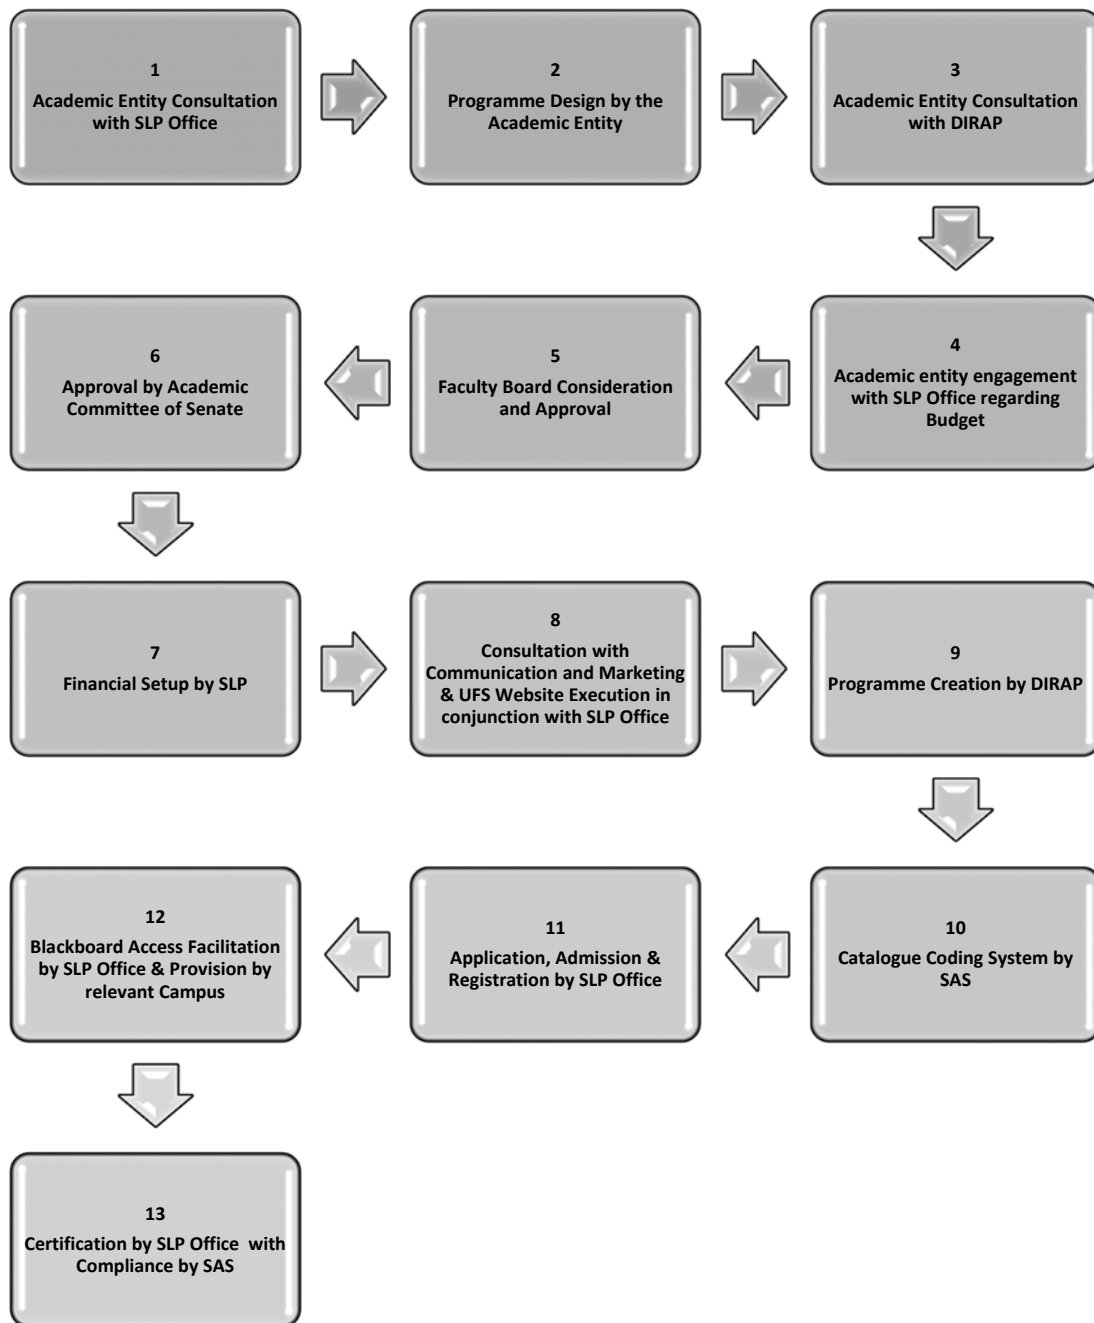 1
Academic Entity Consultation
with SLP Office
2
Programme Design by the
Academic Entity
3
Academic Entity Consultation
with DIRAP
4
Academic entity engagement
with SLP Office regarding
Budget
5
Faculty Board Consideration
and Approval
6
Approval by Academic
Committee of Senate
7
Financial Setup by SLP
8
Consultation with
Communication and Marketing
& UFS Website Execution in
conjunction with SLP Office
9
Programme Creation by DIRAP
10
Catalogue Coding System by
SAS
11
Application, Admission &
Registration by SLP Office
12
Blackboard Access Facilitation
by SLP Office & Provision by
relevant Campus
13
Certification by SLP Office with
Compliance by SAS